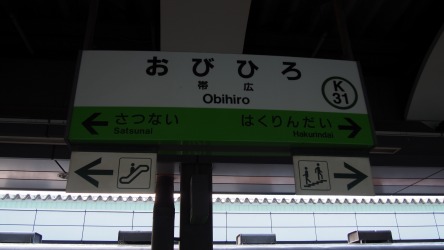 おびひろ
帯広
Obihiro
K
31
さつない
Satsunai
はくりんだい
Hakurindai